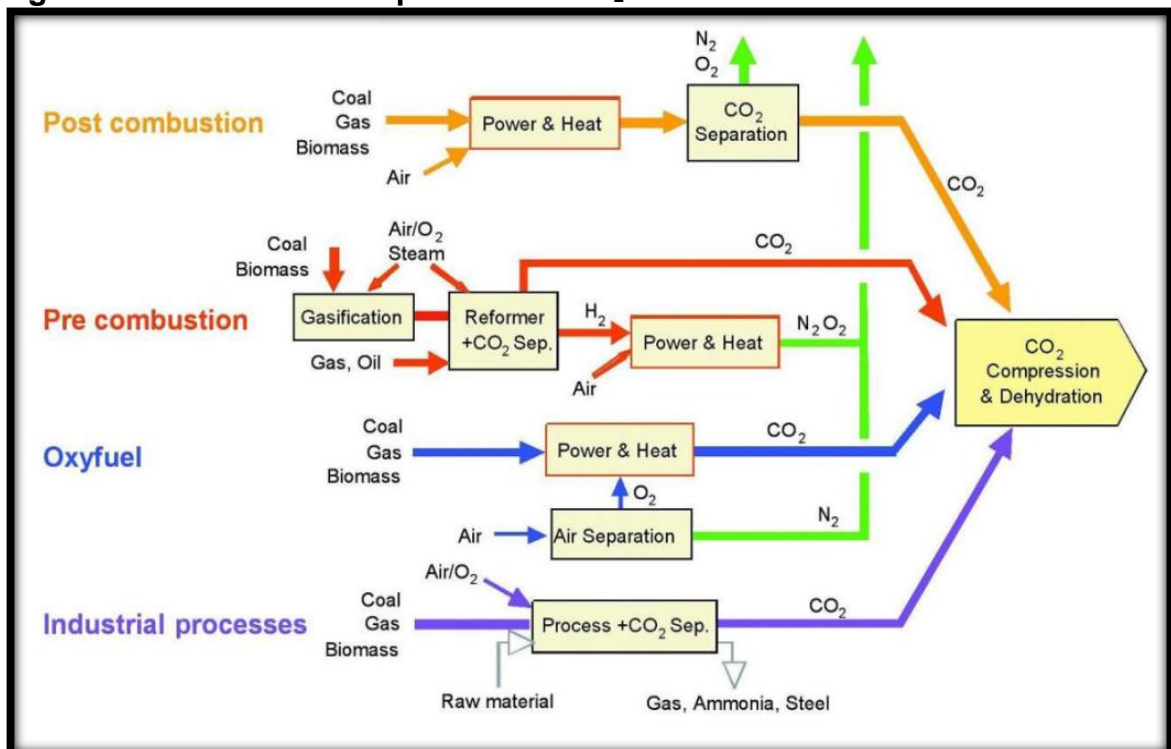 N₂
O₂
Coal
Gas
Biomass
Post combustion
Power & Heat
CO₂
Separation
Air
CO₂
Coal
Biomass
Air/O₂
Steam
CO₂
Pre combustion
Gasification
Reformer
+CO₂ Sep.
H₂
Power & Heat
N₂O₂
Gas, Oil
Air
CO₂
Compression
& Dehydration
Coal
Gas
Biomass
Oxyfuel
Power & Heat
CO₂
O₂
Air
Air Separation
N₂
Air/O₂
Coal
Gas
Biomass
Industrial processes
Process +CO₂ Sep.
CO₂
Raw material
Gas, Ammonia, Steel